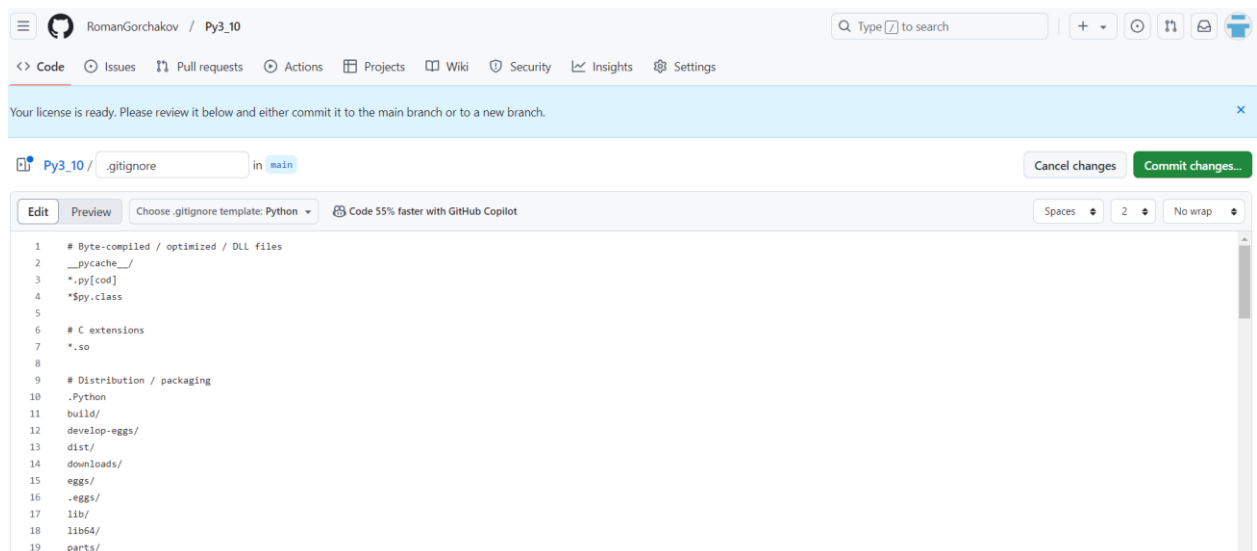 RomanGorchakov / Py3_10
Type / to search
<> Code Issues Pull requests Actions Projects Wiki Security Insights Settings
Your license is ready. Please review it below and either commit it to the main branch or to a new branch.
Py3_10 / .gitignore in main
Cancel changes Commit changes...
Edit Preview Choose .gitignore template: Python Code 55% faster with GitHub Copilot Spaces 2 No wrap
1 # Byte-compiled / optimized / DLL files
2 __pycache__/
3 *.py[cod]
4 *$py.class
5
6 # C extensions
7 *.so
8
9 # Distribution / packaging
10 .Python
11 build/
12 develop-eggs/
13 dist/
14 downloads/
15 eggs/
16 .eggs/
17 lib/
18 lib64/
19 parts/